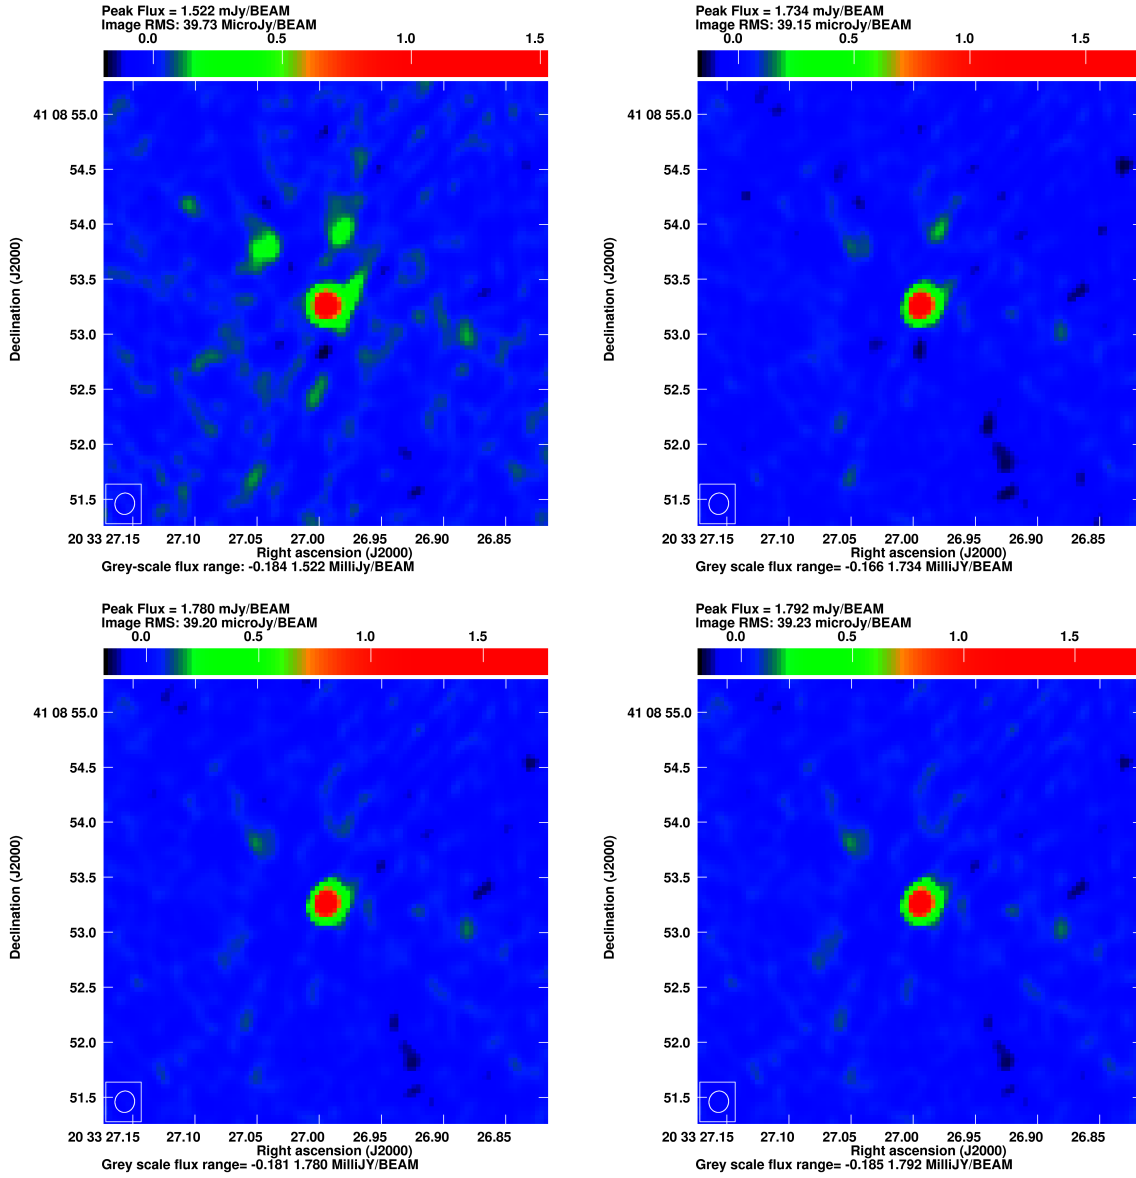 Peak Flux = 1.522 mJy/BEAM
Image RMS: 39.73 MicroJy/BEAM
0.0 0.5 1.0 1.5
41 08 55.0
54.5
54.0
53.5
53.0
52.5
52.0
51.5
Declination (J2000)
20 33 27.15 27.10 27.05 27.00 26.95 26.90 26.85
Right ascension (J2000)
Grey-scale flux range: -0.184 1.522 MilliJy/BEAM
Peak Flux = 1.734 mJy/BEAM
Image RMS: 39.15 microJy/BEAM
0.0 0.5 1.0 1.5
41 08 55.0
54.5
54.0
53.5
53.0
52.5
52.0
51.5
Declination (J2000)
20 33 27.15 27.10 27.05 27.00 26.95 26.90 26.85
Right ascension (J2000)
Grey scale flux range= -0.166 1.734 MilliJY/BEAM
Peak Flux = 1.780 mJy/BEAM
Image RMS: 39.20 microJy/BEAM
0.0 0.5 1.0 1.5
41 08 55.0
54.5
54.0
53.5
53.0
52.5
52.0
51.5
Declination (J2000)
20 33 27.15 27.10 27.05 27.00 26.95 26.90 26.85
Right ascension (J2000)
Grey scale flux range= -0.181 1.780 MilliJY/BEAM
Peak Flux = 1.792 mJy/BEAM
Image RMS: 39.23 microJy/BEAM
0.0 0.5 1.0 1.5
41 08 55.0
54.5
54.0
53.5
53.0
52.5
52.0
51.5
Declination (J2000)
20 33 27.15 27.10 27.05 27.00 26.95 26.90 26.85
Right ascension (J2000)
Grey scale flux range= -0.185 1.792 MilliJY/BEAM